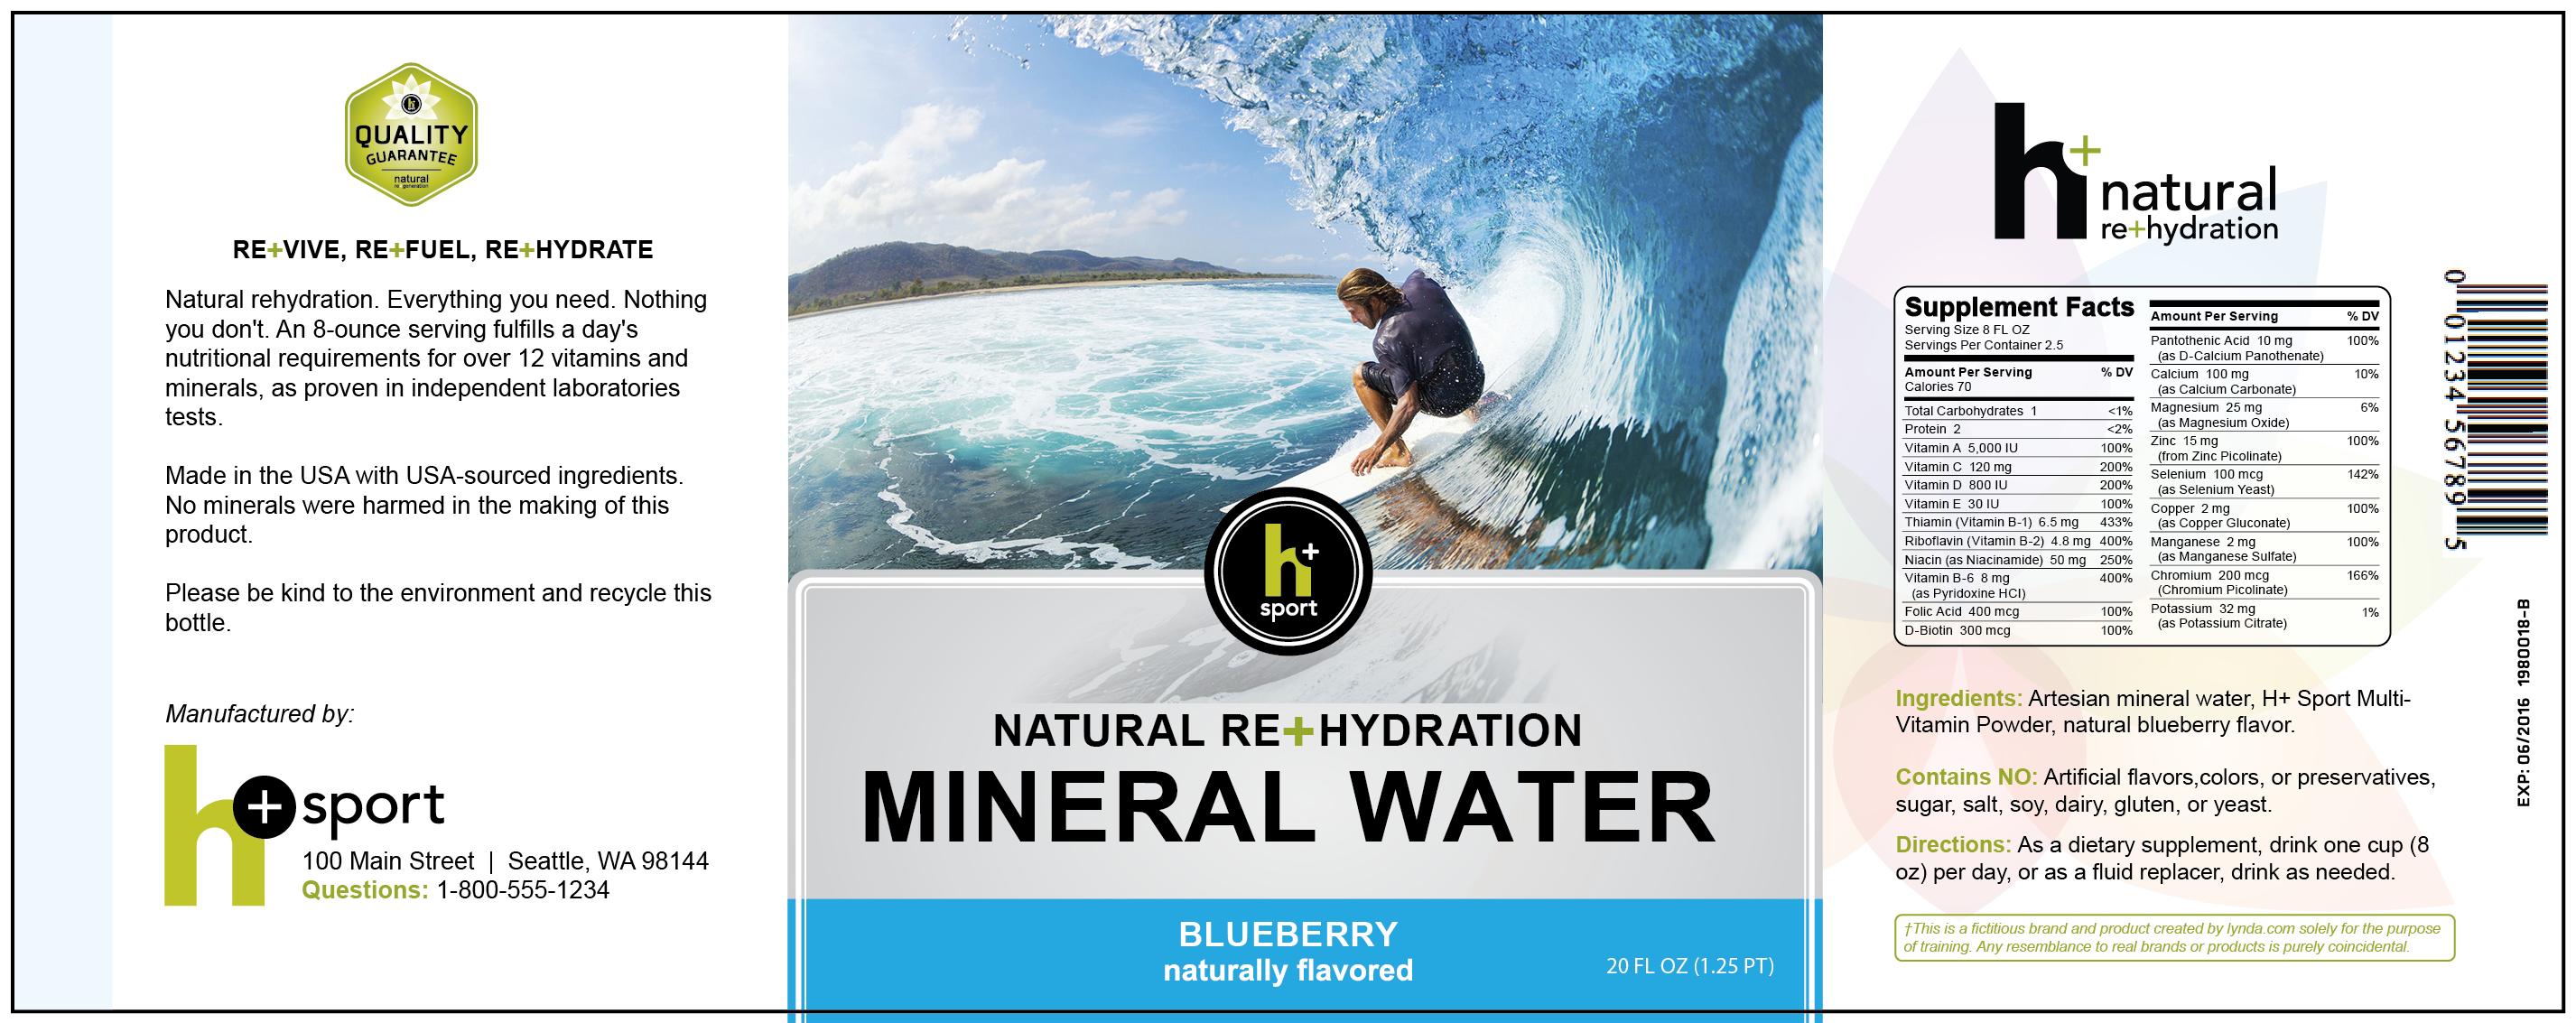 h+
QUALITY
GUARANTEE
natural
re+generation
RE+VIVE, RE+FUEL, RE+HYDRATE
Natural rehydration. Everything you need. Nothing
you don't. An 8-ounce serving fulfills a day's
nutritional requirements for over 12 vitamins and
minerals, as proven in independent laboratories
tests.
Made in the USA with USA-sourced ingredients.
No minerals were harmed in the making of this
product.
Please be kind to the environment and recycle this
bottle.
Manufactured by:
h+ sport
100 Main Street | Seattle, WA 98144
Questions: 1-800-555-1234
h+
sport
NATURAL RE+HYDRATION
MINERAL WATER
BLUEBERRY
naturally flavored
20 FL OZ (1.25 PT)
h+ natural
re+hydration
Supplement Facts
Serving Size 8 FL OZ
Servings Per Container 2.5
Amount Per Serving % DV
Calories 70
Total Carbohydrates 1 <1%
Protein 2 <2%
Vitamin A 5,000 IU 100%
Vitamin C 120 mg 200%
Vitamin D 800 IU 200%
Vitamin E 30 IU 100%
Thiamin (Vitamin B-1) 6.5 mg 433%
Riboflavin (Vitamin B-2) 4.8 mg 400%
Niacin (as Niacinamide) 50 mg 250%
Vitamin B-6 8 mg 400%
(as Pyridoxine HCI)
Folic Acid 400 mcg 100%
D-Biotin 300 mcg 100%
Amount Per Serving % DV
Pantothenic Acid 10 mg 100%
(as D-Calcium Panothenate)
Calcium 100 mg 10%
(as Calcium Carbonate)
Magnesium 25 mg 6%
(as Magnesium Oxide)
Zinc 15 mg 100%
(from Zinc Picolinate)
Selenium 100 mcg 142%
(as Selenium Yeast)
Copper 2 mg 100%
(as Copper Gluconate)
Manganese 2 mg 100%
(as Manganese Sulfate)
Chromium 200 mcg 166%
(Chromium Picolinate)
Potassium 32 mg 1%
(as Potassium Citrate)
Ingredients: Artesian mineral water, H+ Sport Multi-
Vitamin Powder, natural blueberry flavor.
Contains NO: Artificial flavors,colors, or preservatives,
sugar, salt, soy, dairy, gluten, or yeast.
Directions: As a dietary supplement, drink one cup (8
oz) per day, or as a fluid replacer, drink as needed.
†This is a fictitious brand and product created by lynda.com solely for the purpose
of training. Any resemblance to real brands or products is purely coincidental.
0 01234 56789 5
EXP: 06/2016 1980018-B